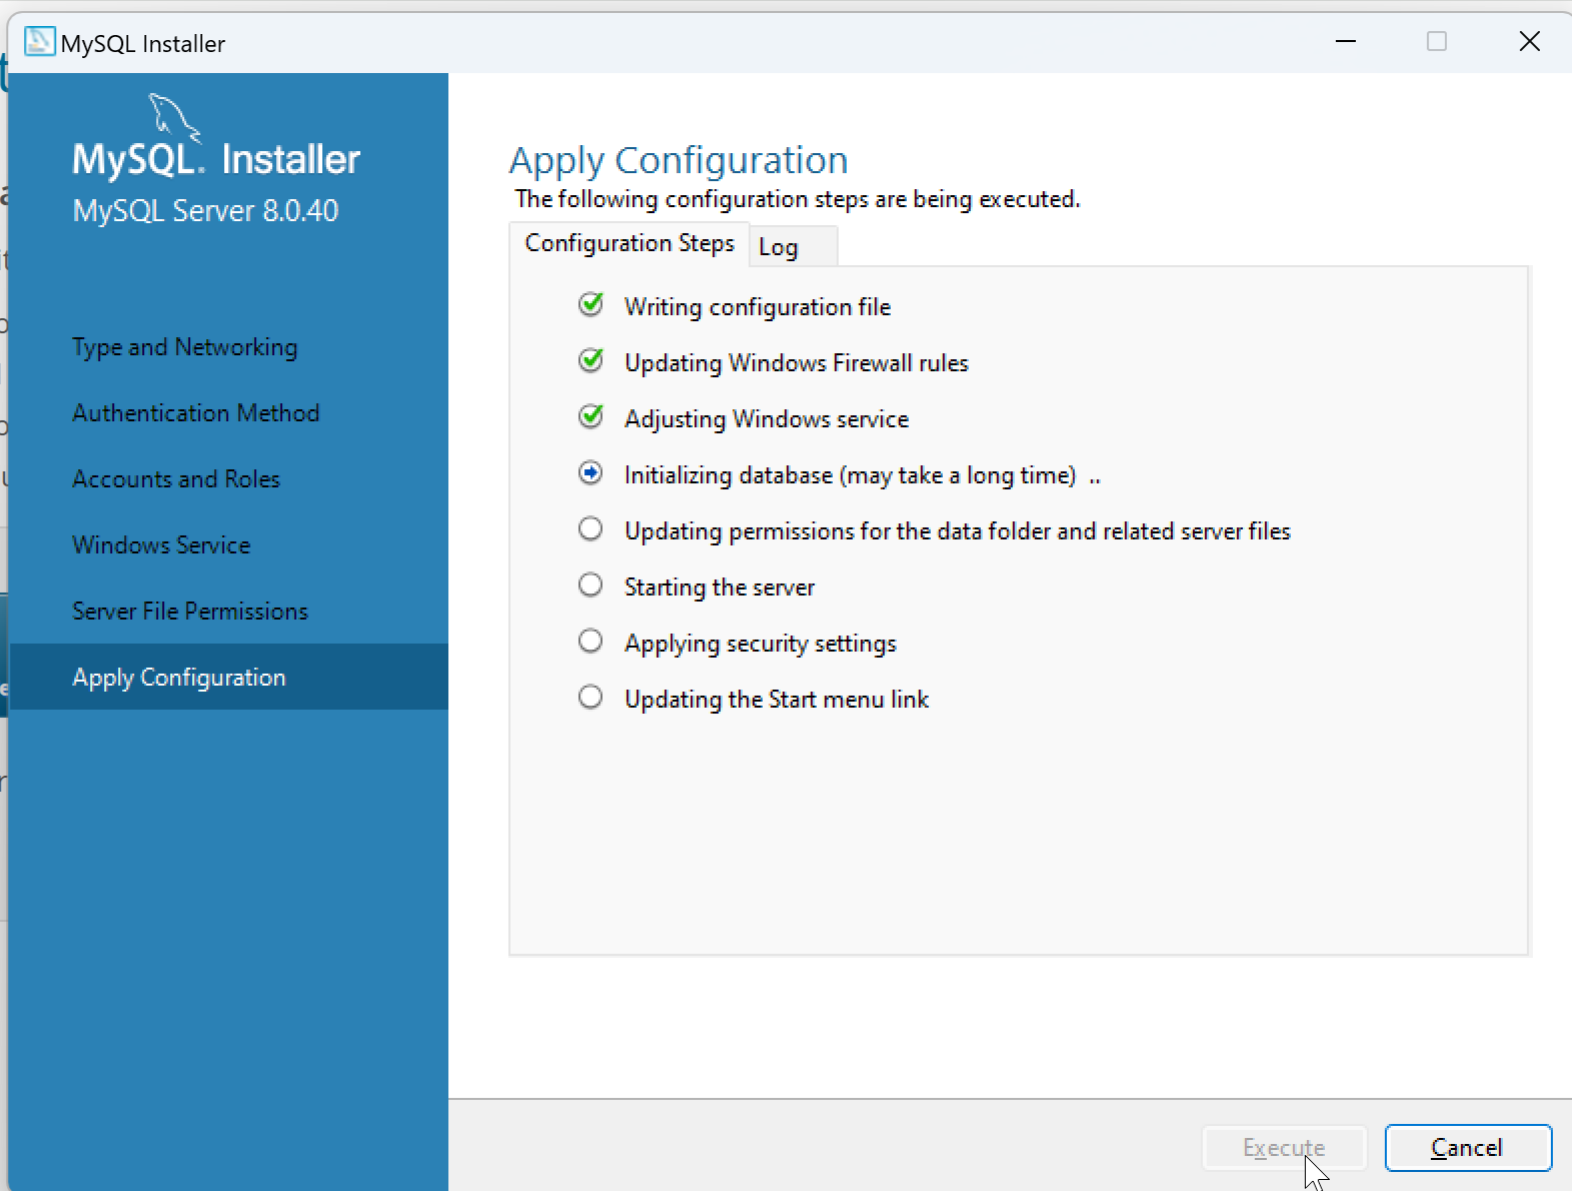 MySQL Installer
MySQL. Installer
MySQL Server 8.0.40
Type and Networking
Authentication Method
Accounts and Roles
Windows Service
Server File Permissions
Apply Configuration
Apply Configuration
The following configuration steps are being executed.
Configuration Steps
Log
Writing configuration file
Updating Windows Firewall rules
Adjusting Windows service
Initializing database (may take a long time) ..
Updating permissions for the data folder and related server files
Starting the server
Applying security settings
Updating the Start menu link
Execute
Cancel